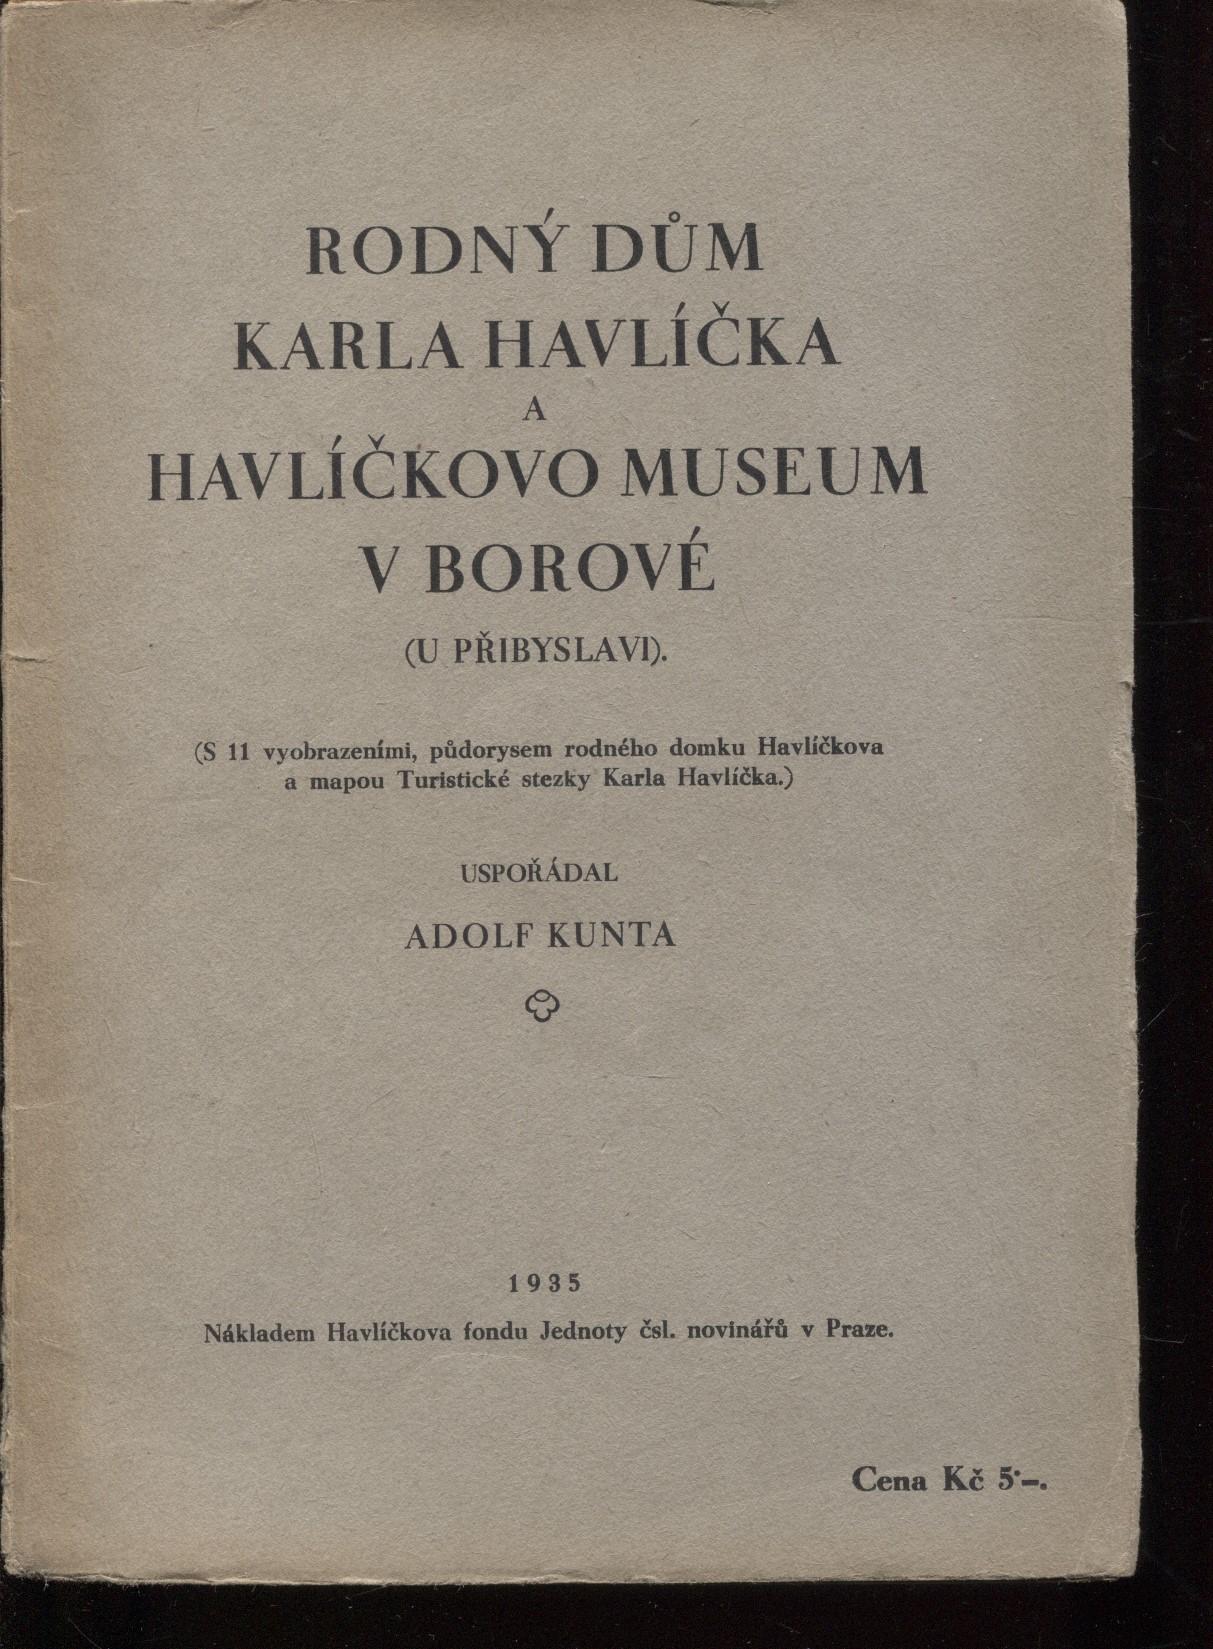 RODNÝ DŮM
KARLA HAVLÍČKA
A
HAVLÍČKOVO MUSEUM
V BOROVÉ
(U PŘIBYSLAVI).
(S 11 vyobrazeními, půdorysem rodného domku Havlíčkova
a mapou Turistické stezky Karla Havlíčka.)
USPOŘÁDAL
ADOLF KUNTA
1935
Nákladem Havlíčkova fondu Jednoty čsl. novinářů v Praze.
Cena Kč 5·–.